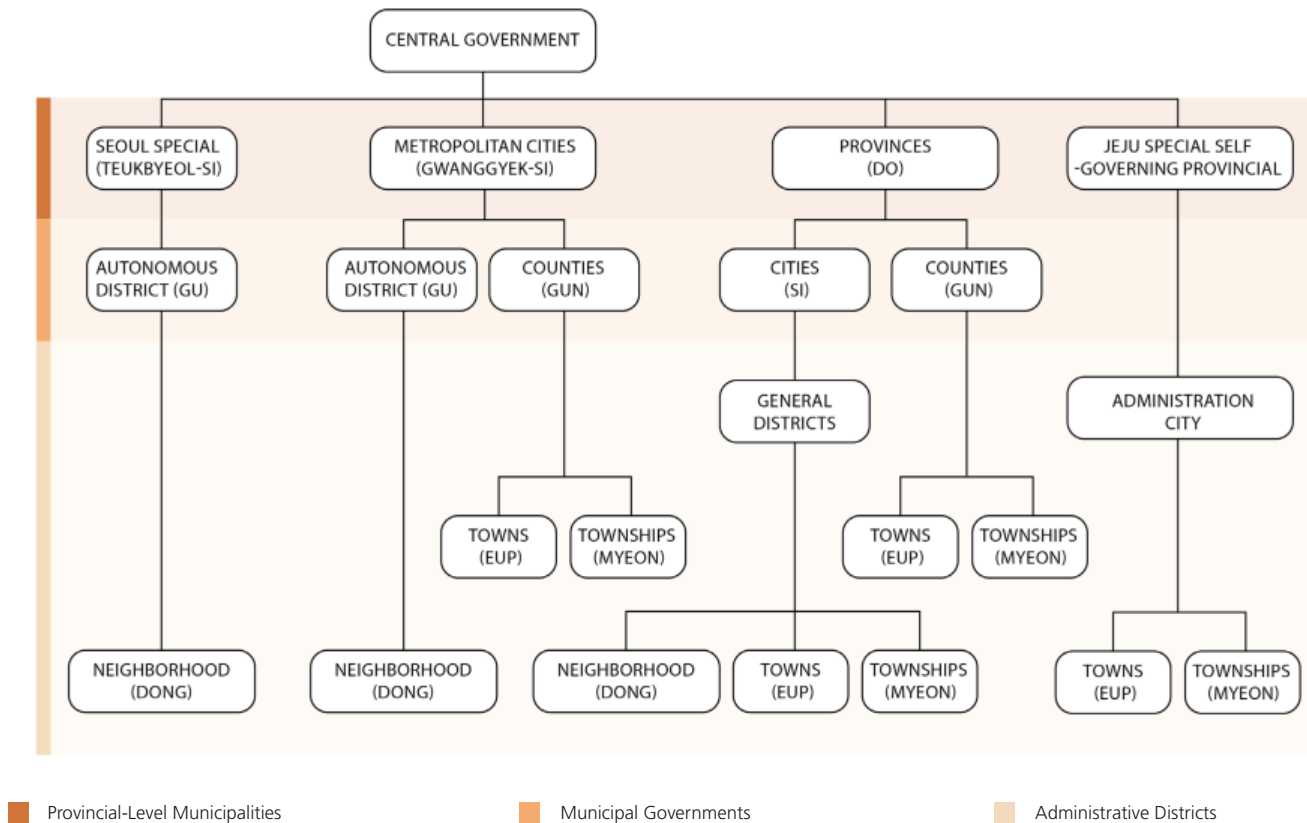 CENTRAL GOVERNMENT
SEOUL SPECIAL
(TEUKBYEOL-SI)
METROPOLITAN CITIES
(GWANGGYEK-SI)
PROVINCES
(DO)
JEJU SPECIAL SELF
-GOVERNING PROVINCIAL
AUTONOMOUS
DISTRICT (GU)
AUTONOMOUS
DISTRICT (GU)
COUNTIES
(GUN)
CITIES
(SI)
COUNTIES
(GUN)
GENERAL
DISTRICTS
ADMINISTRATION
CITY
TOWNS
(EUP)
TOWNSHIPS
(MYEON)
TOWNS
(EUP)
TOWNSHIPS
(MYEON)
NEIGHBORHOOD
(DONG)
NEIGHBORHOOD
(DONG)
NEIGHBORHOOD
(DONG)
TOWNS
(EUP)
TOWNSHIPS
(MYEON)
TOWNS
(EUP)
TOWNSHIPS
(MYEON)
Provincial-Level Municipalities
Municipal Governments
Administrative Districts